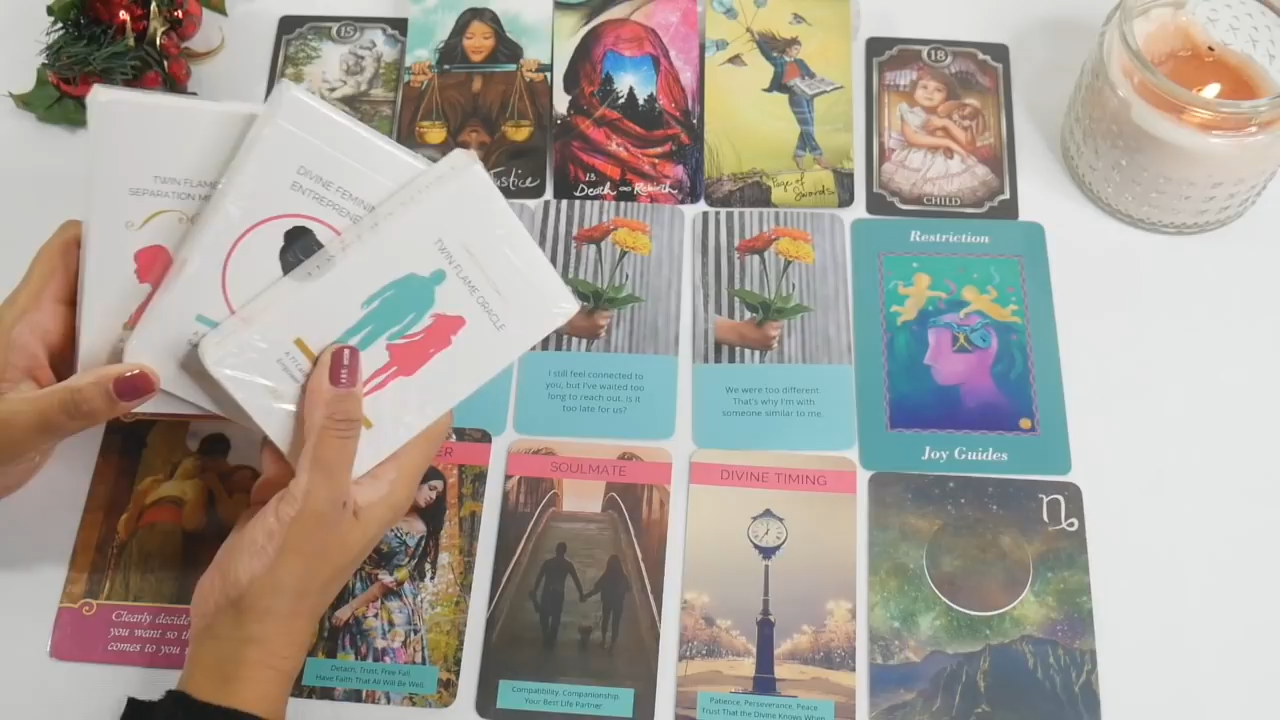 15
Justice
13.
Death ∞ Rebirth
Page of
Swords
18
CHILD
TWIN FLAME
SEPARATION
DIVINE FEMININE
TWIN FLAME ORACLE
I still feel connected to
you, but I've waited too
long to reach out. Is it
too late for us?
We were too different.
That's why I'm with
someone similar to me.
Restriction
Joy Guides
Clearly decide
you want so
comes to you
ER
Detach, Trust, Free Fall
Have Faith That All Will Be Well.
SOULMATE
Compatibility, Companionship,
Your Best Life Partner
DIVINE TIMING
Patience, Perseverance, Peace
Trust That the Divine Knows When